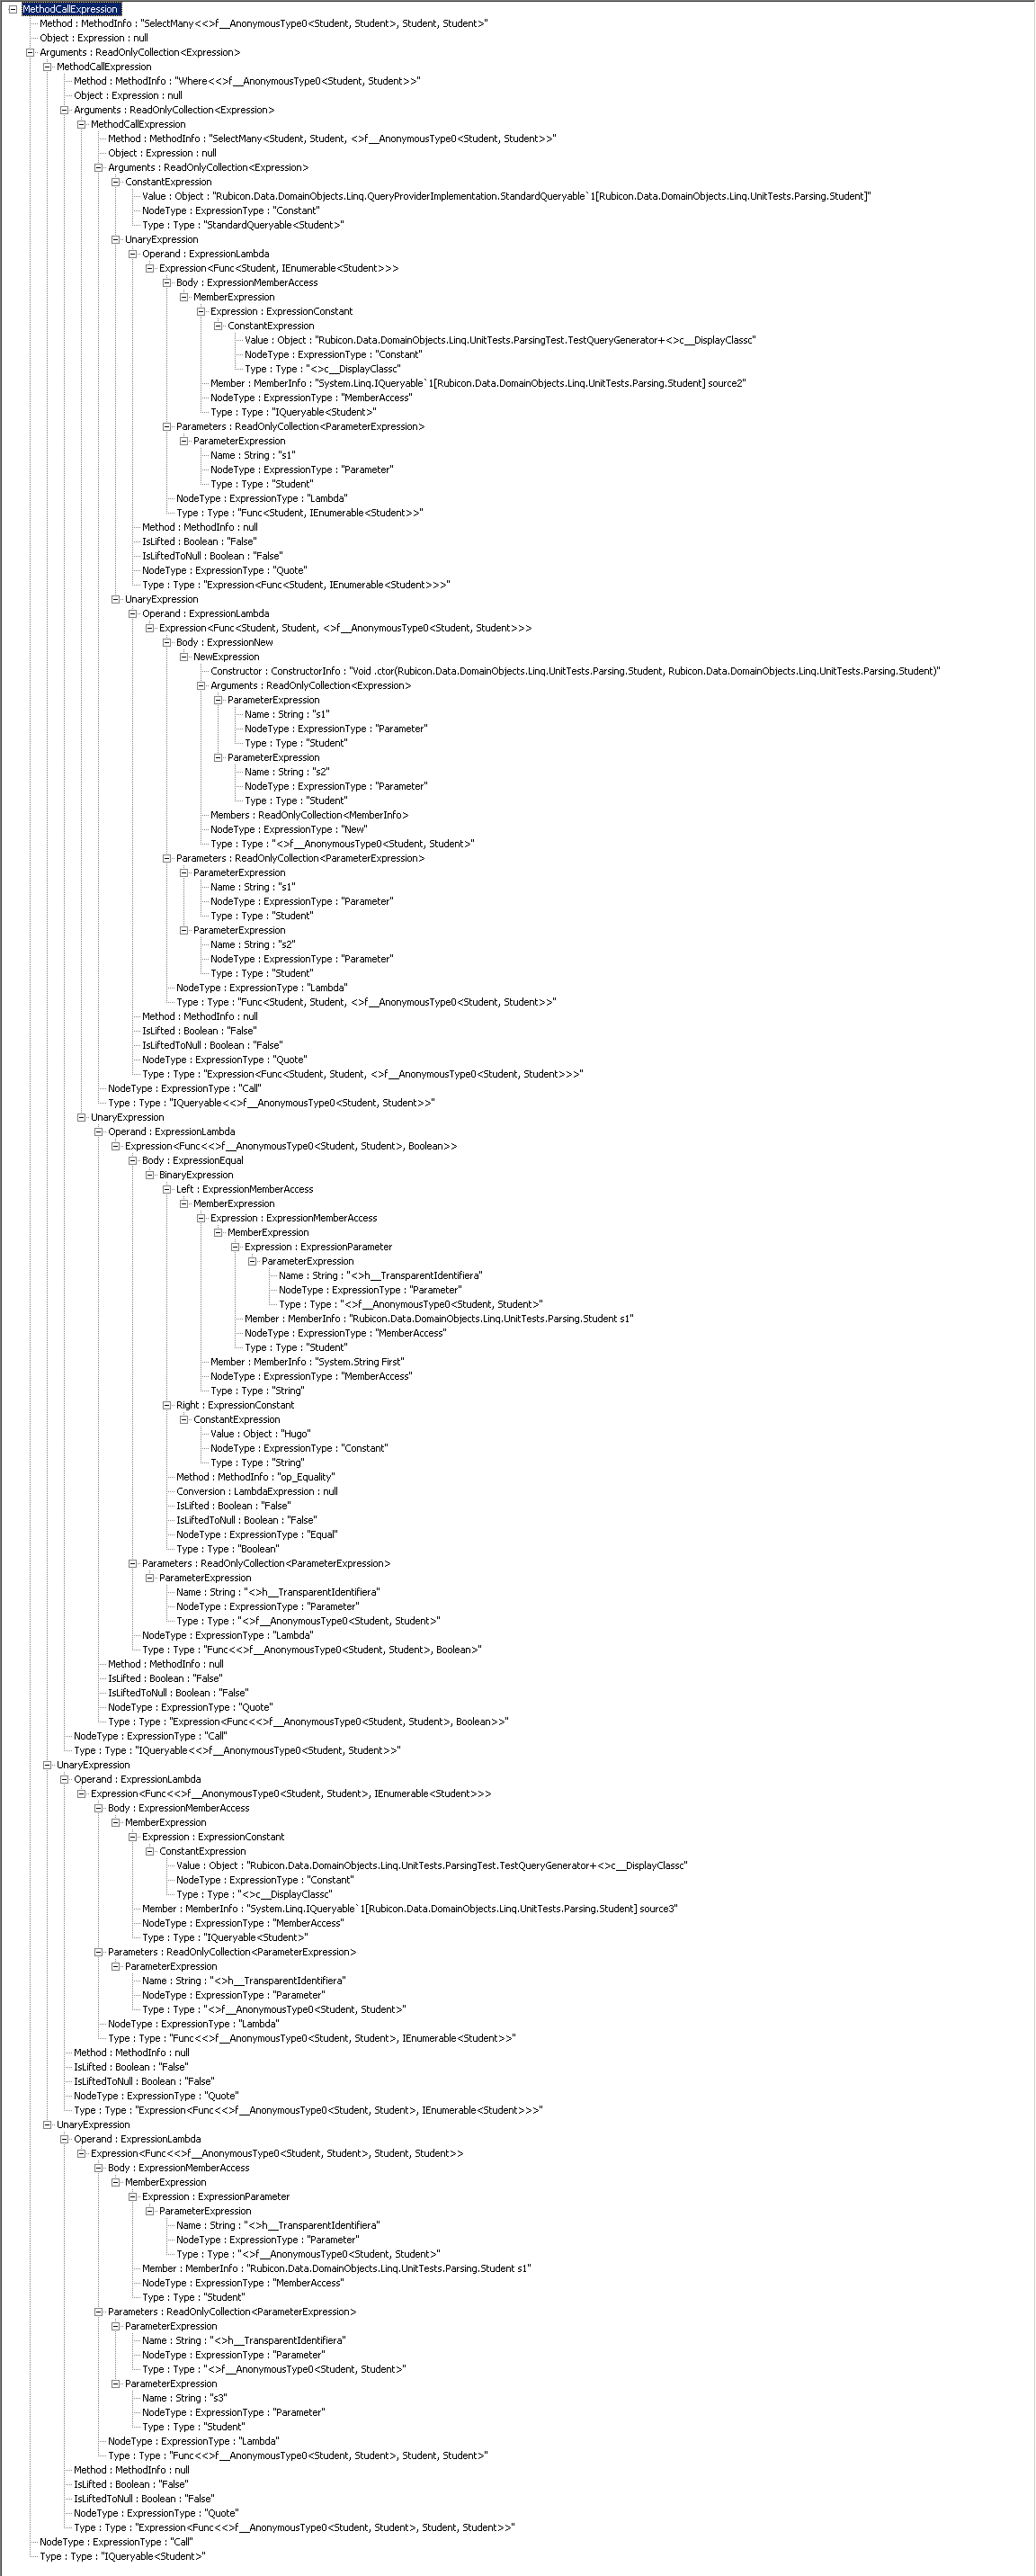 MethodCallExpression
Method : MethodInfo : "SelectMany<<>f__AnonymousType0<Student, Student>, Student, Student>"
Object : Expression : null
Arguments : ReadOnlyCollection<Expression>
MethodCallExpression
Method : MethodInfo : "Where<<>f__AnonymousType0<Student, Student>>"
Object : Expression : null
Arguments : ReadOnlyCollection<Expression>
MethodCallExpression
Method : MethodInfo : "SelectMany<Student, Student, <>f__AnonymousType0<Student, Student>>"
Object : Expression : null
Arguments : ReadOnlyCollection<Expression>
ConstantExpression
Value : Object : "Rubicon.Data.DomainObjects.Linq.QueryProviderImplementation.StandardQueryable`1[Rubicon.Data.DomainObjects.Linq.UnitTests.Parsing.Student]"
NodeType : ExpressionType : "Constant"
Type : Type : "StandardQueryable<Student>"
UnaryExpression
Operand : ExpressionLambda
Expression<Func<Student, IEnumerable<Student>>>
Body : ExpressionMemberAccess
MemberExpression
Expression : ExpressionConstant
ConstantExpression
Value : Object : "Rubicon.Data.DomainObjects.Linq.UnitTests.ParsingTest.TestQueryGenerator+<>c__DisplayClassc"
NodeType : ExpressionType : "Constant"
Type : Type : "<>c__DisplayClassc"
Member : MemberInfo : "System.Linq.IQueryable`1[Rubicon.Data.DomainObjects.Linq.UnitTests.Parsing.Student] source2"
NodeType : ExpressionType : "MemberAccess"
Type : Type : "IQueryable<Student>"
Parameters : ReadOnlyCollection<ParameterExpression>
ParameterExpression
Name : String : "s1"
NodeType : ExpressionType : "Parameter"
Type : Type : "Student"
NodeType : ExpressionType : "Lambda"
Type : Type : "Func<Student, IEnumerable<Student>>"
Method : MethodInfo : null
IsLifted : Boolean : "False"
IsLiftedToNull : Boolean : "False"
NodeType : ExpressionType : "Quote"
Type : Type : "Expression<Func<Student, IEnumerable<Student>>>"
UnaryExpression
Operand : ExpressionLambda
Expression<Func<Student, Student, <>f__AnonymousType0<Student, Student>>>
Body : ExpressionNew
NewExpression
Constructor : ConstructorInfo : "Void .ctor(Rubicon.Data.DomainObjects.Linq.UnitTests.Parsing.Student, Rubicon.Data.DomainObjects.Linq.UnitTests.Parsing.Student)"
Arguments : ReadOnlyCollection<Expression>
ParameterExpression
Name : String : "s1"
NodeType : ExpressionType : "Parameter"
Type : Type : "Student"
ParameterExpression
Name : String : "s2"
NodeType : ExpressionType : "Parameter"
Type : Type : "Student"
Members : ReadOnlyCollection<MemberInfo>
NodeType : ExpressionType : "New"
Type : Type : "<>f__AnonymousType0<Student, Student>"
Parameters : ReadOnlyCollection<ParameterExpression>
ParameterExpression
Name : String : "s1"
NodeType : ExpressionType : "Parameter"
Type : Type : "Student"
ParameterExpression
Name : String : "s2"
NodeType : ExpressionType : "Parameter"
Type : Type : "Student"
NodeType : ExpressionType : "Lambda"
Type : Type : "Func<Student, Student, <>f__AnonymousType0<Student, Student>>"
Method : MethodInfo : null
IsLifted : Boolean : "False"
IsLiftedToNull : Boolean : "False"
NodeType : ExpressionType : "Quote"
Type : Type : "Expression<Func<Student, Student, <>f__AnonymousType0<Student, Student>>>"
NodeType : ExpressionType : "Call"
Type : Type : "IQueryable<<>f__AnonymousType0<Student, Student>>"
UnaryExpression
Operand : ExpressionLambda
Expression<Func<<>f__AnonymousType0<Student, Student>, Boolean>>
Body : ExpressionEqual
BinaryExpression
Left : ExpressionMemberAccess
MemberExpression
Expression : ExpressionMemberAccess
MemberExpression
Expression : ExpressionParameter
ParameterExpression
Name : String : "<>h__TransparentIdentifiera"
NodeType : ExpressionType : "Parameter"
Type : Type : "<>f__AnonymousType0<Student, Student>"
Member : MemberInfo : "Rubicon.Data.DomainObjects.Linq.UnitTests.Parsing.Student s1"
NodeType : ExpressionType : "MemberAccess"
Type : Type : "Student"
Member : MemberInfo : "System.String First"
NodeType : ExpressionType : "MemberAccess"
Type : Type : "String"
Right : ExpressionConstant
ConstantExpression
Value : Object : "Hugo"
NodeType : ExpressionType : "Constant"
Type : Type : "String"
Method : MethodInfo : "op_Equality"
Conversion : LambdaExpression : null
IsLifted : Boolean : "False"
IsLiftedToNull : Boolean : "False"
NodeType : ExpressionType : "Equal"
Type : Type : "Boolean"
Parameters : ReadOnlyCollection<ParameterExpression>
ParameterExpression
Name : String : "<>h__TransparentIdentifiera"
NodeType : ExpressionType : "Parameter"
Type : Type : "<>f__AnonymousType0<Student, Student>"
NodeType : ExpressionType : "Lambda"
Type : Type : "Func<<>f__AnonymousType0<Student, Student>, Boolean>"
Method : MethodInfo : null
IsLifted : Boolean : "False"
IsLiftedToNull : Boolean : "False"
NodeType : ExpressionType : "Quote"
Type : Type : "Expression<Func<<>f__AnonymousType0<Student, Student>, Boolean>>"
NodeType : ExpressionType : "Call"
Type : Type : "IQueryable<<>f__AnonymousType0<Student, Student>>"
UnaryExpression
Operand : ExpressionLambda
Expression<Func<<>f__AnonymousType0<Student, Student>, IEnumerable<Student>>>
Body : ExpressionMemberAccess
MemberExpression
Expression : ExpressionConstant
ConstantExpression
Value : Object : "Rubicon.Data.DomainObjects.Linq.UnitTests.ParsingTest.TestQueryGenerator+<>c__DisplayClassc"
NodeType : ExpressionType : "Constant"
Type : Type : "<>c__DisplayClassc"
Member : MemberInfo : "System.Linq.IQueryable`1[Rubicon.Data.DomainObjects.Linq.UnitTests.Parsing.Student] source3"
NodeType : ExpressionType : "MemberAccess"
Type : Type : "IQueryable<Student>"
Parameters : ReadOnlyCollection<ParameterExpression>
ParameterExpression
Name : String : "<>h__TransparentIdentifiera"
NodeType : ExpressionType : "Parameter"
Type : Type : "<>f__AnonymousType0<Student, Student>"
NodeType : ExpressionType : "Lambda"
Type : Type : "Func<<>f__AnonymousType0<Student, Student>, IEnumerable<Student>>"
Method : MethodInfo : null
IsLifted : Boolean : "False"
IsLiftedToNull : Boolean : "False"
NodeType : ExpressionType : "Quote"
Type : Type : "Expression<Func<<>f__AnonymousType0<Student, Student>, IEnumerable<Student>>>"
UnaryExpression
Operand : ExpressionLambda
Expression<Func<<>f__AnonymousType0<Student, Student>, Student, Student>>
Body : ExpressionMemberAccess
MemberExpression
Expression : ExpressionParameter
ParameterExpression
Name : String : "<>h__TransparentIdentifiera"
NodeType : ExpressionType : "Parameter"
Type : Type : "<>f__AnonymousType0<Student, Student>"
Member : MemberInfo : "Rubicon.Data.DomainObjects.Linq.UnitTests.Parsing.Student s1"
NodeType : ExpressionType : "MemberAccess"
Type : Type : "Student"
Parameters : ReadOnlyCollection<ParameterExpression>
ParameterExpression
Name : String : "<>h__TransparentIdentifiera"
NodeType : ExpressionType : "Parameter"
Type : Type : "<>f__AnonymousType0<Student, Student>"
ParameterExpression
Name : String : "s3"
NodeType : ExpressionType : "Parameter"
Type : Type : "Student"
NodeType : ExpressionType : "Lambda"
Type : Type : "Func<<>f__AnonymousType0<Student, Student>, Student, Student>"
Method : MethodInfo : null
IsLifted : Boolean : "False"
IsLiftedToNull : Boolean : "False"
NodeType : ExpressionType : "Quote"
Type : Type : "Expression<Func<<>f__AnonymousType0<Student, Student>, Student, Student>>"
NodeType : ExpressionType : "Call"
Type : Type : "IQueryable<Student>"